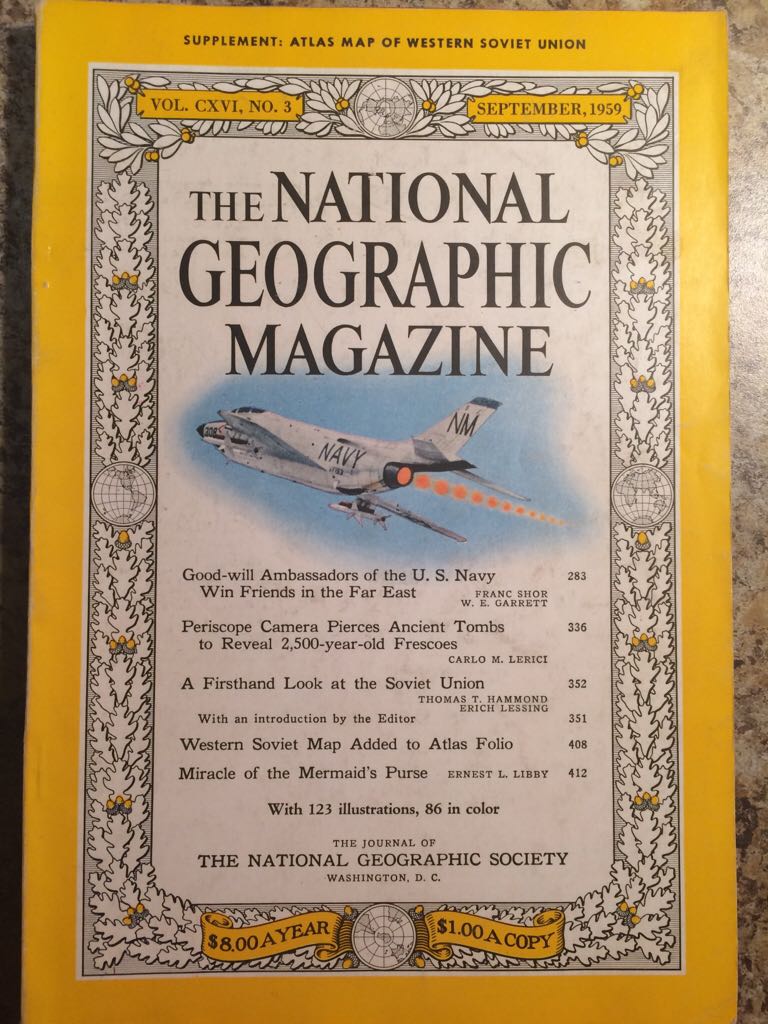 SUPPLEMENT: ATLAS MAP OF WESTERN SOVIET UNION
VOL. CXVI, NO. 3
SEPTEMBER, 1959
THE NATIONAL
GEOGRAPHIC
MAGAZINE
NM
NAVY
Good-will Ambassadors of the U. S. Navy 283
Win Friends in the Far East FRANC SHOR
W. E. GARRETT
Periscope Camera Pierces Ancient Tombs 336
to Reveal 2,500-year-old Frescoes
CARLO M. LERICI
A Firsthand Look at the Soviet Union 352
THOMAS T. HAMMOND
ERICH LESSING
With an introduction by the Editor 351
Western Soviet Map Added to Atlas Folio 408
Miracle of the Mermaid's Purse ERNEST L. LIBBY 412
With 123 illustrations, 86 in color
THE JOURNAL OF
THE NATIONAL GEOGRAPHIC SOCIETY
WASHINGTON, D. C.
$8.00 A YEAR
$1.00 A COPY